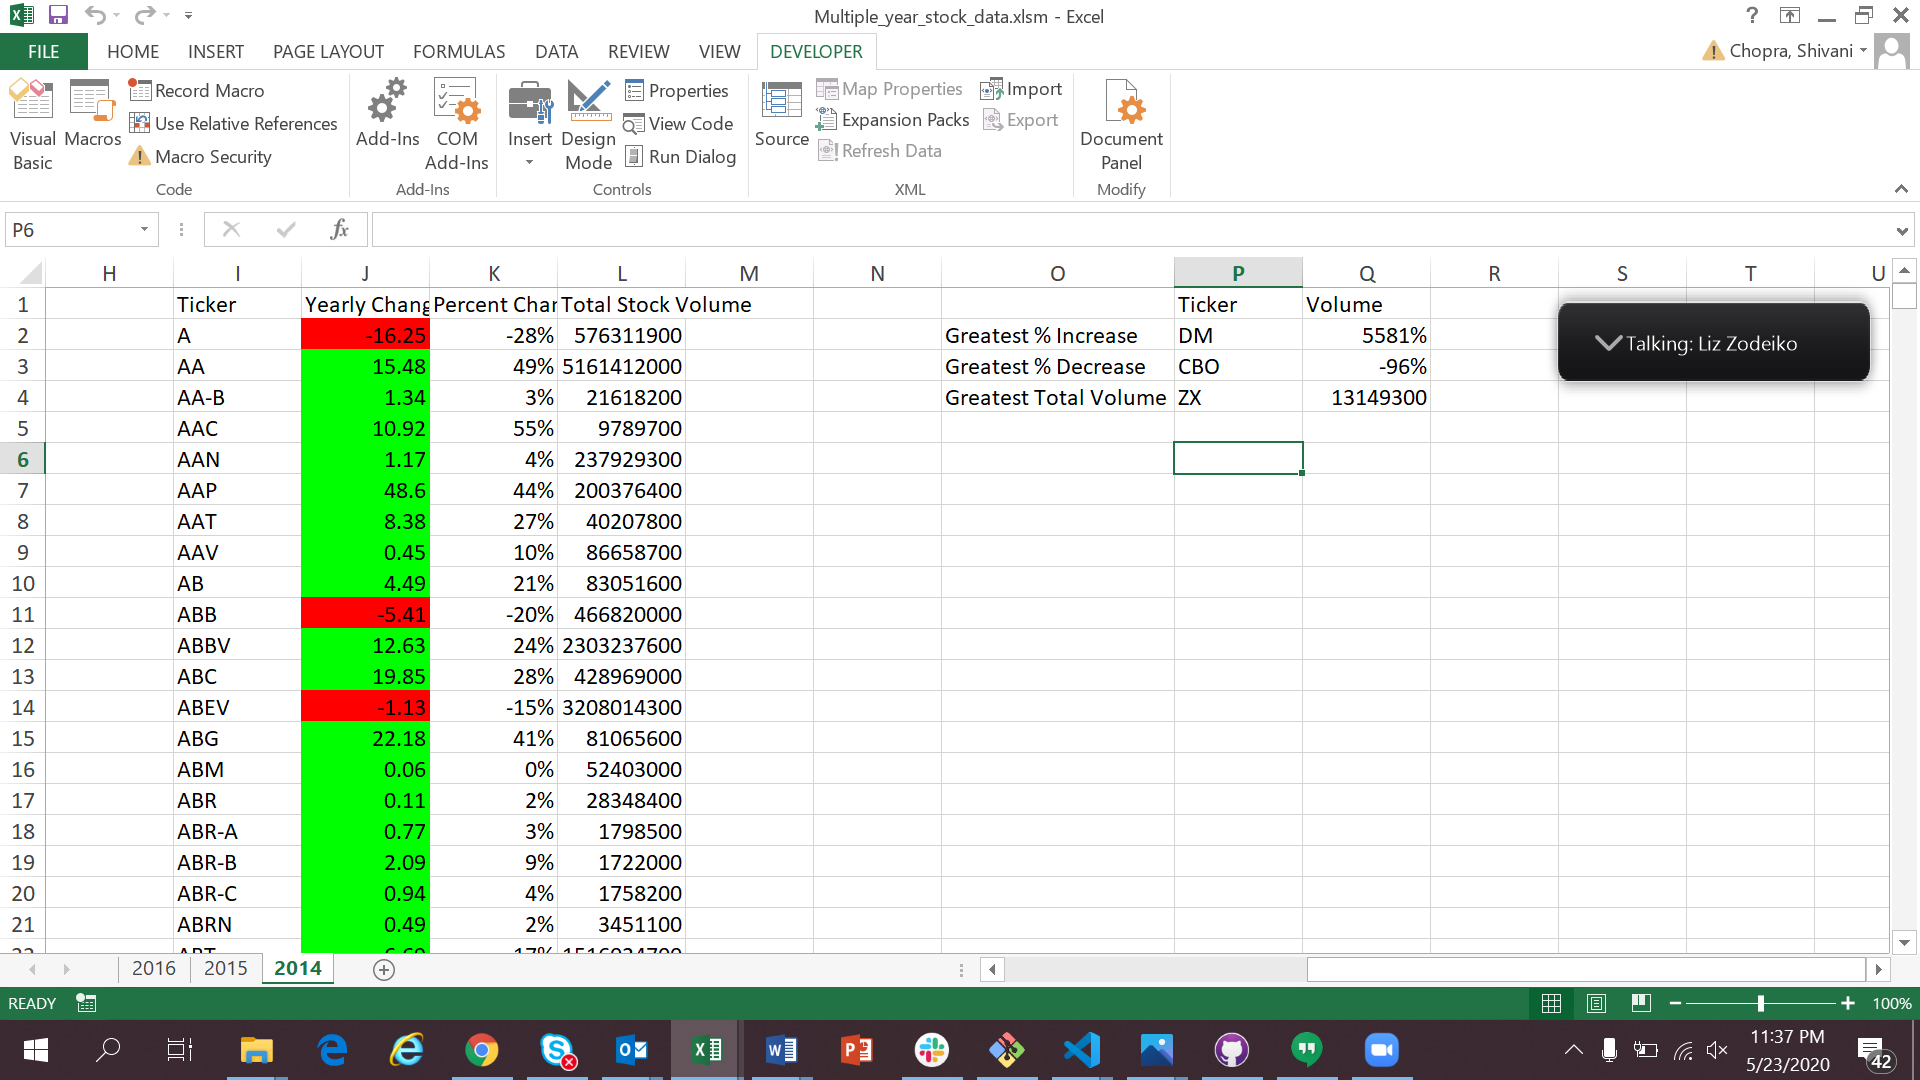 Multiple_year_stock_data.xlsm - Excel
?
FILE HOME INSERT PAGE LAYOUT FORMULAS DATA REVIEW VIEW DEVELOPER
Chopra, Shivani
Visual Basic
Macros
Record Macro
Use Relative References
Macro Security
Code
Add-Ins
COM Add-Ins
Add-Ins
Insert
Design Mode
Properties
View Code
Run Dialog
Controls
Source
Map Properties
Expansion Packs
Refresh Data
Import
Export
XML
Document Panel
Modify
P6
fx
H I J K L M N O P Q R S T U
1 Ticker Yearly Chang Percent Char Total Stock Volume Ticker Volume
2 A -16.25 -28% 576311900 Greatest % Increase DM 5581%
Talking: Liz Zodeiko
3 AA 15.48 49% 5161412000 Greatest % Decrease CBO -96%
4 AA-B 1.34 3% 21618200 Greatest Total Volume ZX 13149300
5 AAC 10.92 55% 9789700
6 AAN 1.17 4% 237929300
7 AAP 48.6 44% 200376400
8 AAT 8.38 27% 40207800
9 AAV 0.45 10% 86658700
10 AB 4.49 21% 83051600
11 ABB -5.41 -20% 466820000
12 ABBV 12.63 24% 2303237600
13 ABC 19.85 28% 428969000
14 ABEV -1.13 -15% 3208014300
15 ABG 22.18 41% 81065600
16 ABM 0.06 0% 52403000
17 ABR 0.11 2% 28348400
18 ABR-A 0.77 3% 1798500
19 ABR-B 2.09 9% 1722000
20 ABR-C 0.94 4% 1758200
21 ABRN 0.49 2% 3451100
2016 2015 2014
READY
100%
11:37 PM
5/23/2020
42